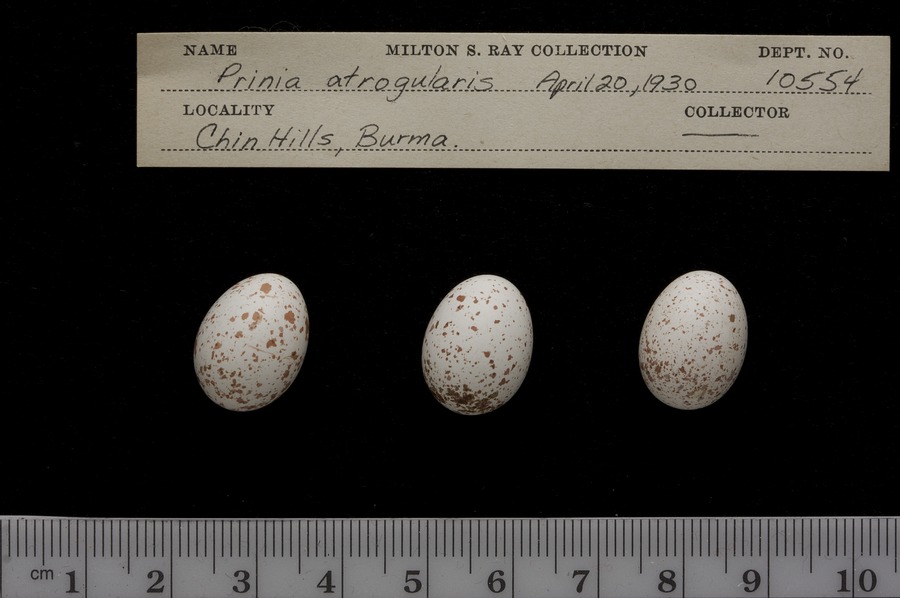 NAME MILTON S. RAY COLLECTION DEPT. NO.
Prinia atrogularis April 20, 1930 10554
LOCALITY COLLECTOR
Chin Hills, Burma.
cm 1 2 3 4 5 6 7 8 9 10